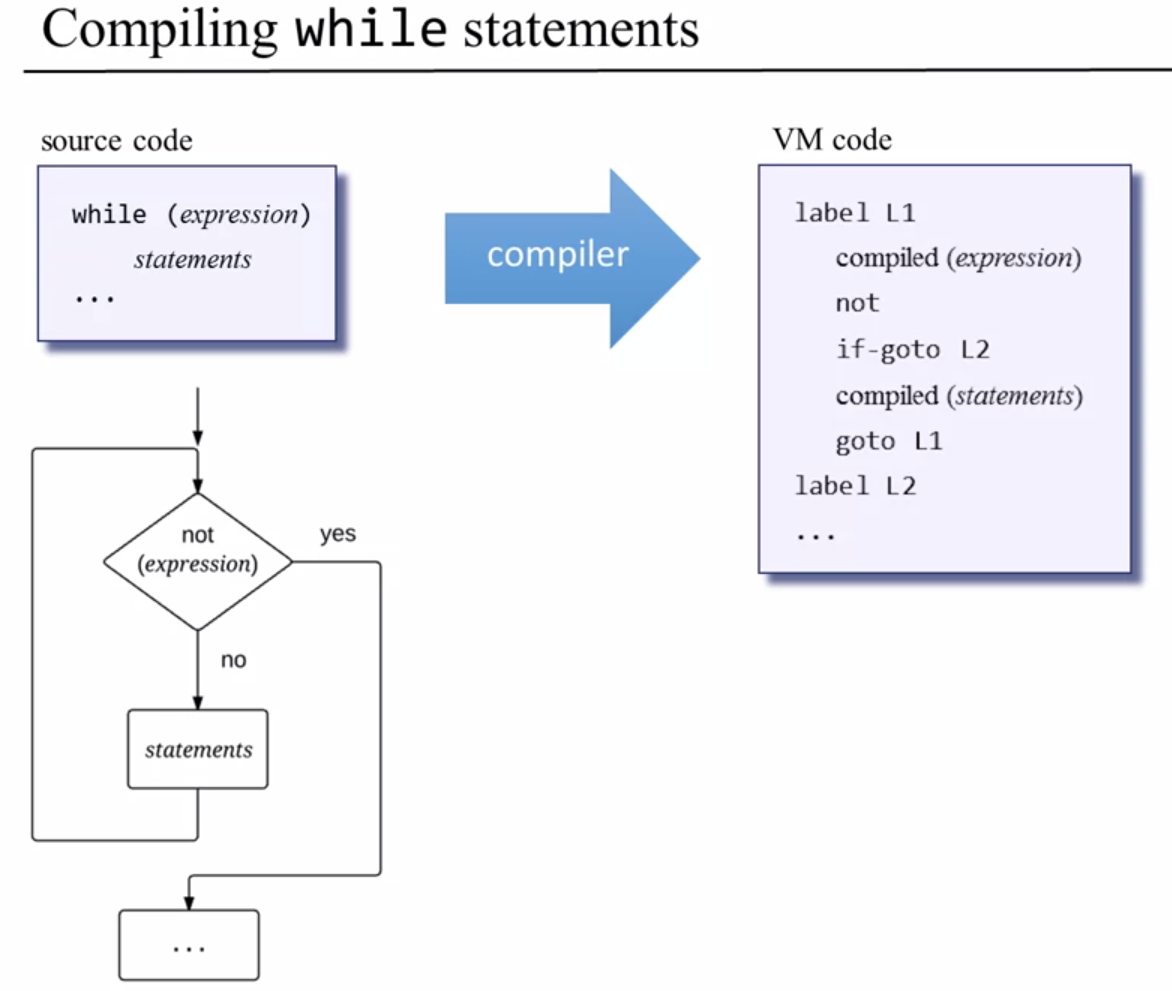 Compiling while statements
source code
while (expression)
statements
...
compiler
VM code
label L1
compiled (expression)
not
if-goto L2
compiled (statements)
goto L1
label L2
...
not
(expression)
yes
no
statements
...